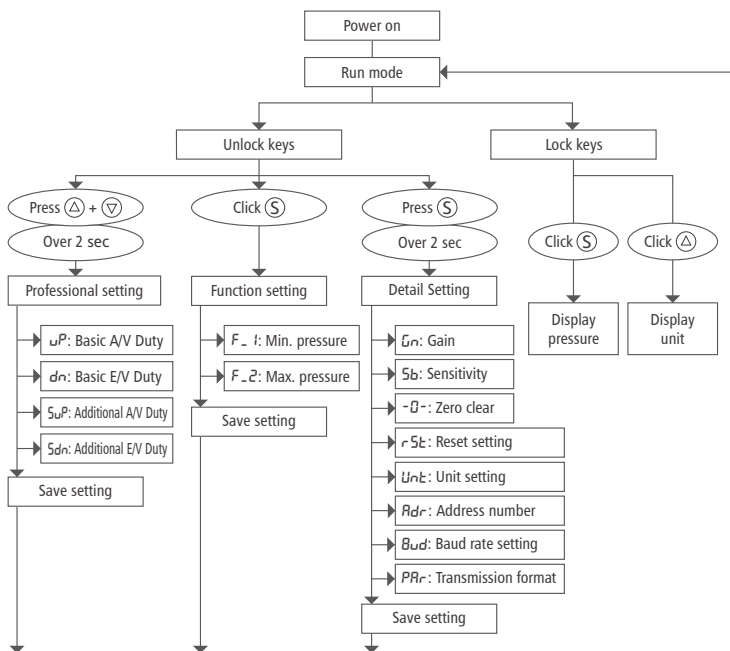 Power on
Run mode
Unlock keys
Lock keys
Press △ + ▽
Over 2 sec
Click Ⓢ
Press Ⓢ
Over 2 sec
Click Ⓢ
Click △
Professional setting
Function setting
Detail Setting
Display
pressure
Display
unit
uP: Basic A/V Duty
dn: Basic E/V Duty
SuP: Additional A/V Duty
Sdn: Additional E/V Duty
Save setting
F_1: Min. pressure
F_2: Max. pressure
Save setting
Gn: Gain
Sb: Sensitivity
-0-: Zero clear
rSt: Reset setting
Unt: Unit setting
Adr: Address number
Bud: Baud rate setting
PAr: Transmission format
Save setting